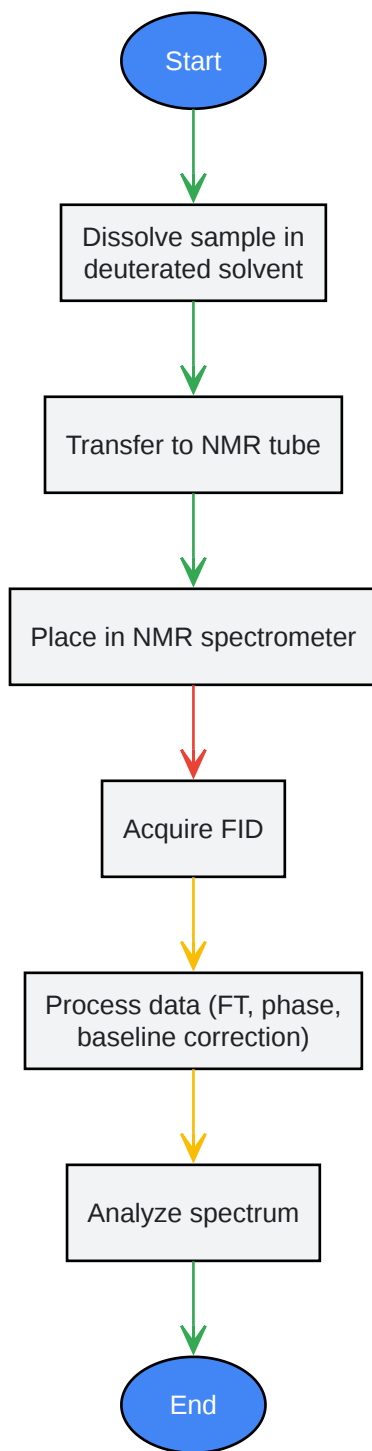 Start
Dissolve sample in
deuterated solvent
Transfer to NMR tube
Place in NMR spectrometer
Acquire FID
Process data (FT, phase,
baseline correction)
Analyze spectrum
End